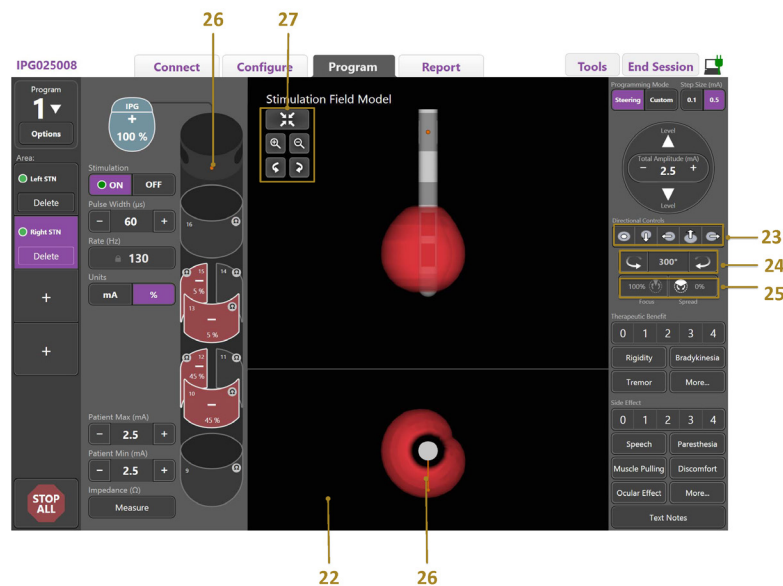 26
27
IPG025008
Connect
Configure
Program
Report
Tools
End Session
Program
1
Options
Area:
Left STN
Delete
Right STN
Delete
+
+
STOP
ALL
IPG
+
100 %
Stimulation
ON
OFF
Pulse Width (µs)
− 60 +
Rate (Hz)
130
Units
mA
%
Patient Max (mA)
− 2.5 +
Patient Min (mA)
− 2.5 +
Impedance (Ω)
Measure
16
15
−
5 %
14
13
−
5 %
12
−
45 %
11
10
−
45 %
9
Stimulation Field Model
Programming Mode
Step Size (mA)
Steering
Custom
0.1
0.5
Level
Total Amplitude (mA)
− 2.5 +
Level
Directional Controls
23
300°
24
100%
0%
25
Focus
Spread
Therapeutic Benefit
0 1 2 3 4
Rigidity
Bradykinesia
Tremor
More...
Side Effect
0 1 2 3 4
Speech
Paresthesia
Muscle Pulling
Discomfort
Ocular Effect
More...
Text Notes
22
26